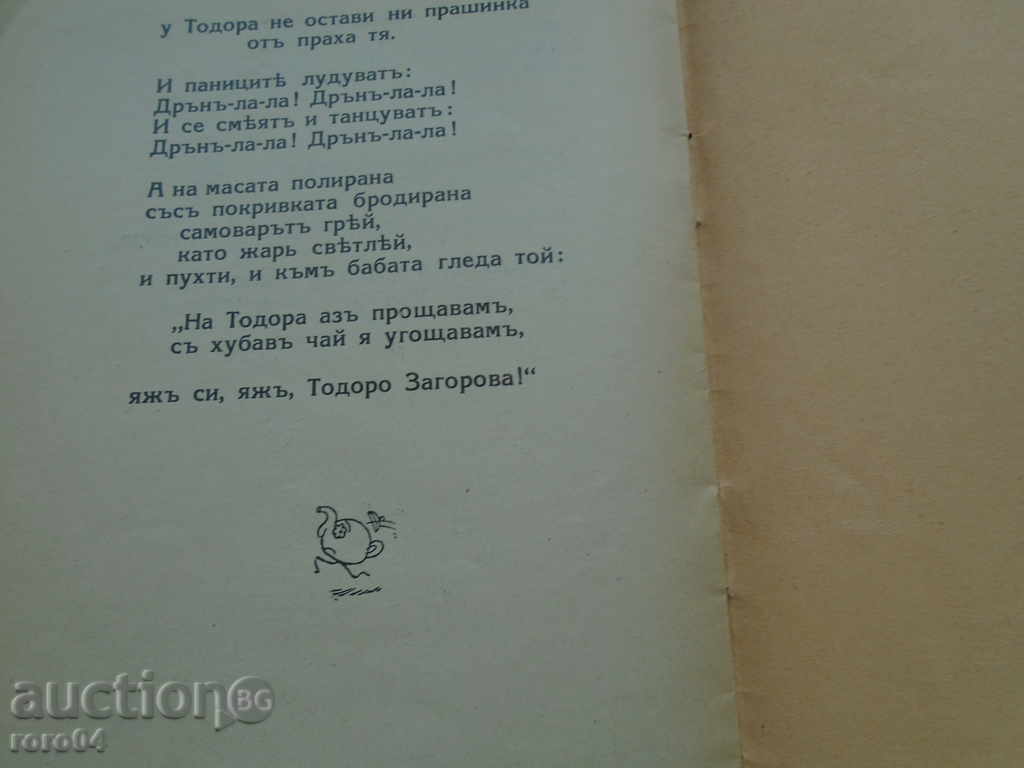 у Тодора не остави ни прашинка
отъ праха тя.
И паницитѣ лудуватъ:
Дрънъ-ла-ла! Дрънъ-ла-ла!
И се смѣятъ и танцуватъ:
Дрънъ-ла-ла! Дрънъ-ла-ла!
А на масата полирана
съсъ покривката бродирана
самоварътъ грѣй,
като жарь свѣтлѣй,
и пухти, и къмъ бабата гледа той:
„На Тодора азъ прощавамъ,
съ хубавъ чай я угощавамъ,
яжъ си, яжъ, Тодоро Загорова!“
auction BG
roro04